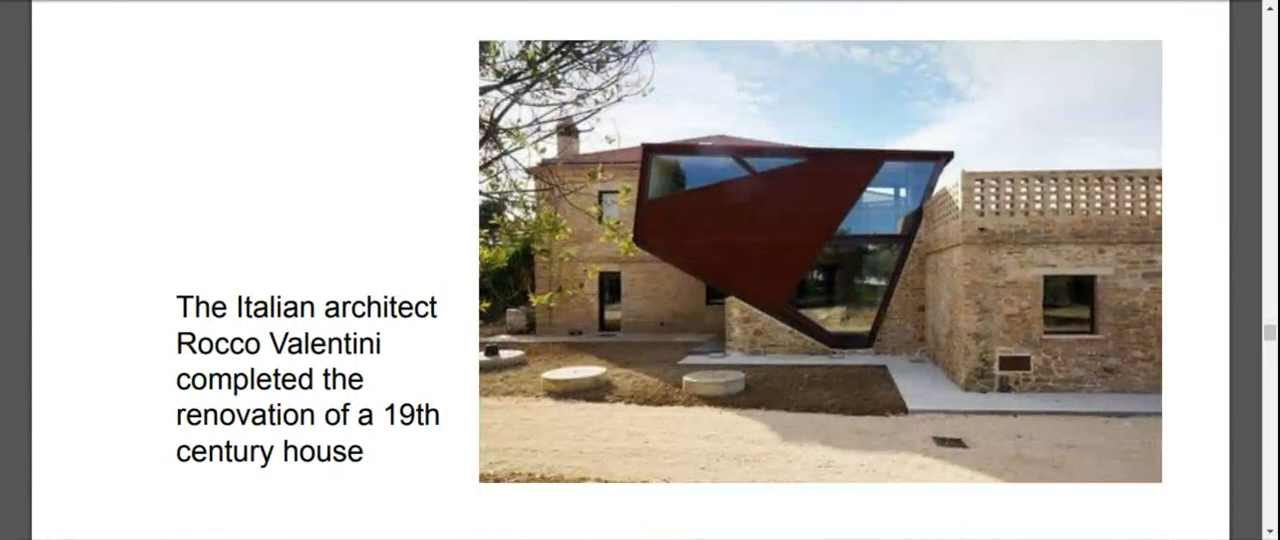 The Italian architect
Rocco Valentini
completed the
renovation of a 19th
century house